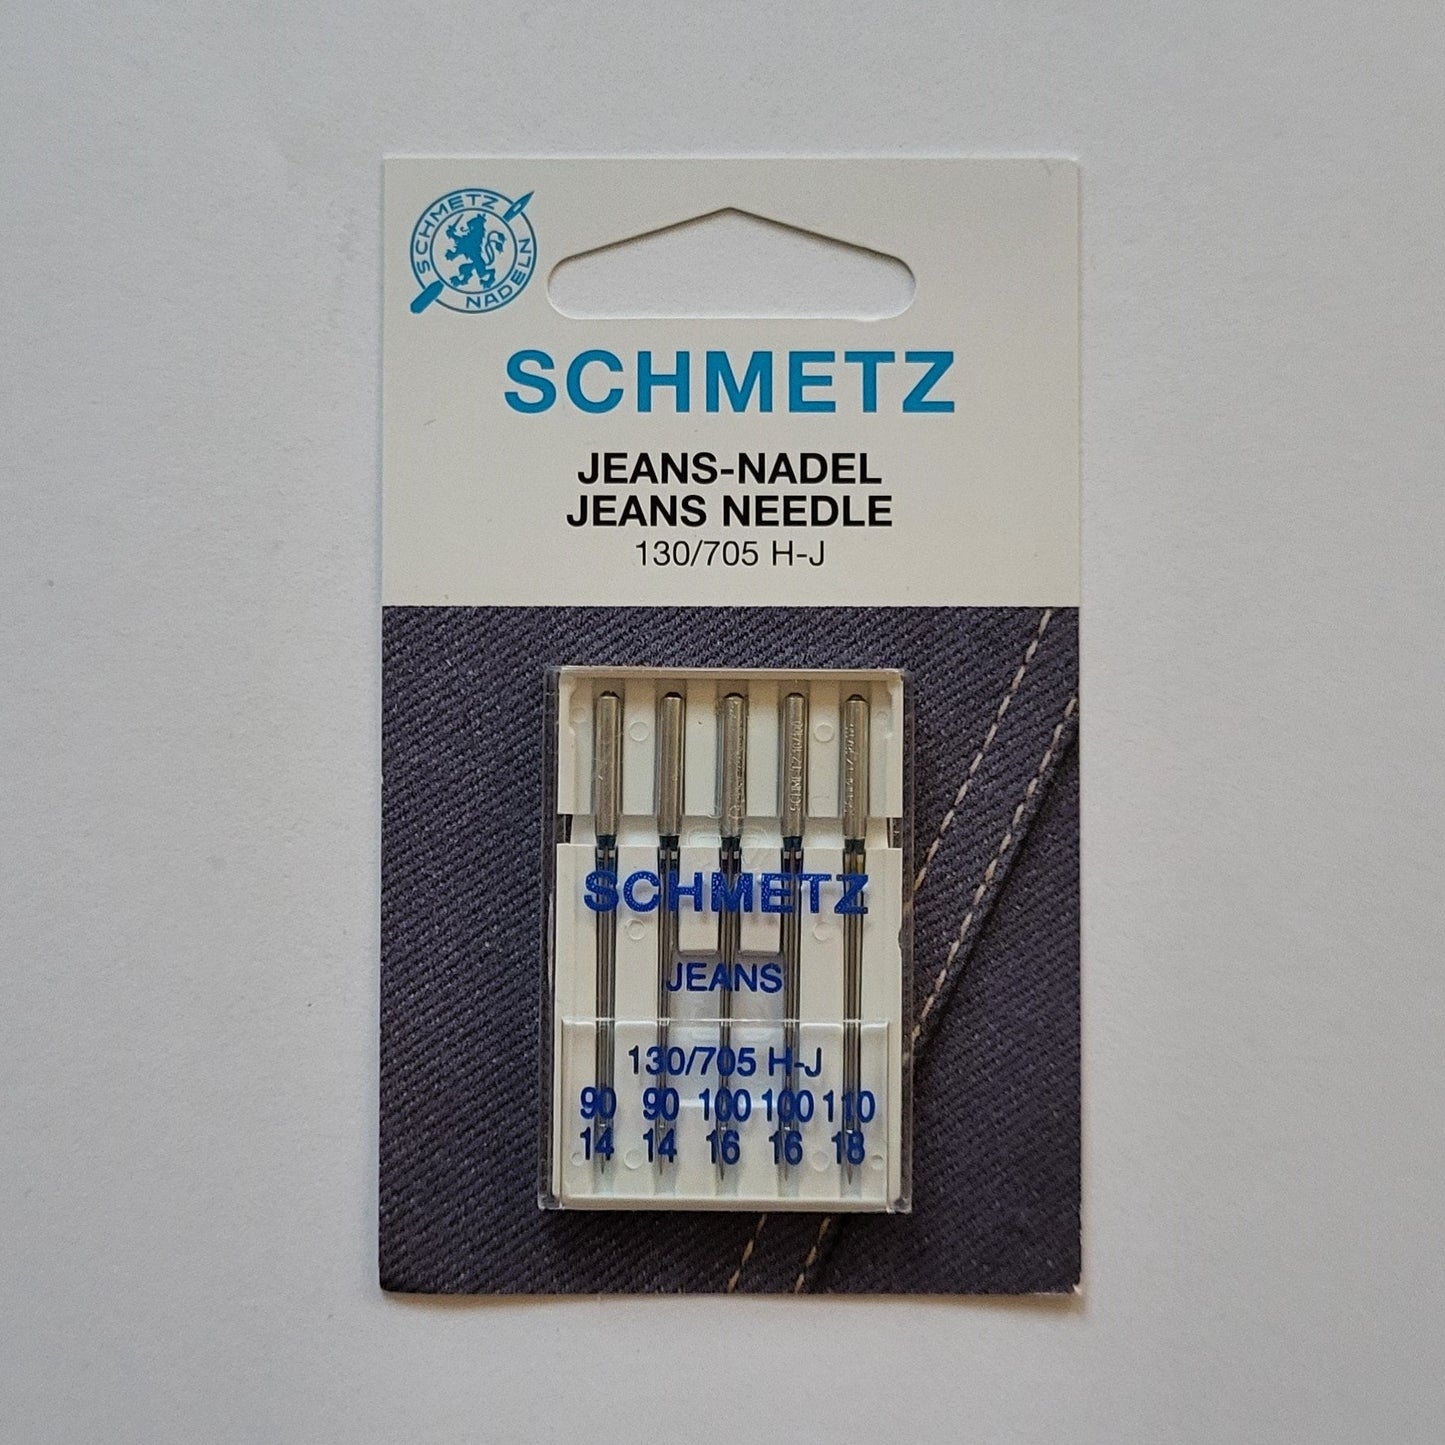 SCHMETZ
NADELN
SCHMETZ
JEANS-NADEL
JEANS NEEDLE
130/705 H-J
SCHMETZ
JEANS
130/705 H-J
90 90 100 100 110
14 14 16 16 18